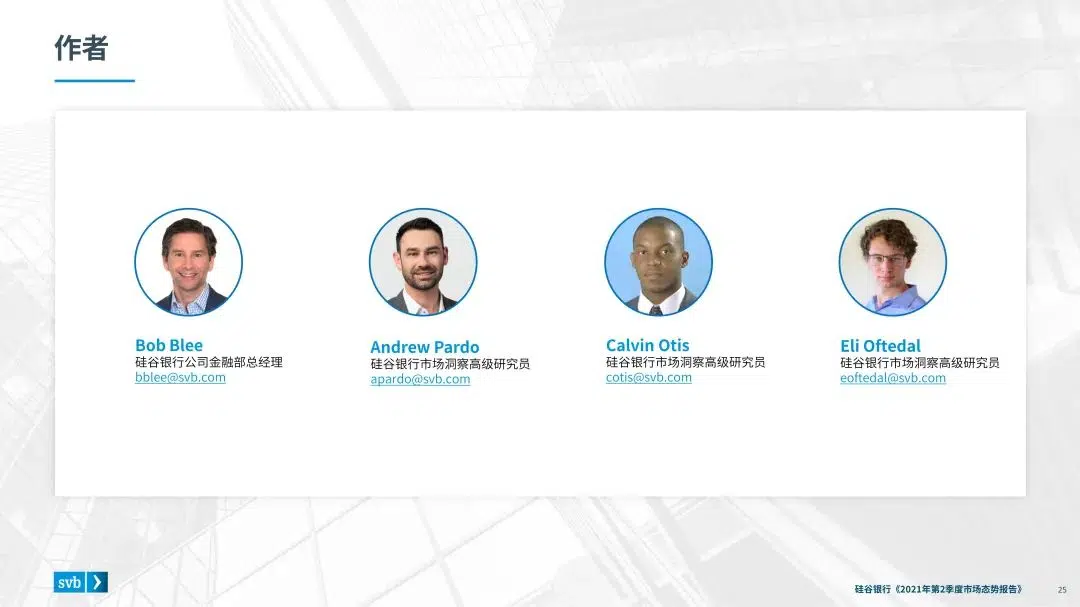 作者
Bob Blee
硅谷银行公司金融部总经理
bblee@svb.com
Andrew Pardo
硅谷银行市场洞察高级研究员
apardo@svb.com
Calvin Otis
硅谷银行市场洞察高级研究员
cotis@svb.com
Eli Oftedal
硅谷银行市场洞察高级研究员
eoftedal@svb.com
svb
硅谷银行《2021年第2季度市场态势报告》
25